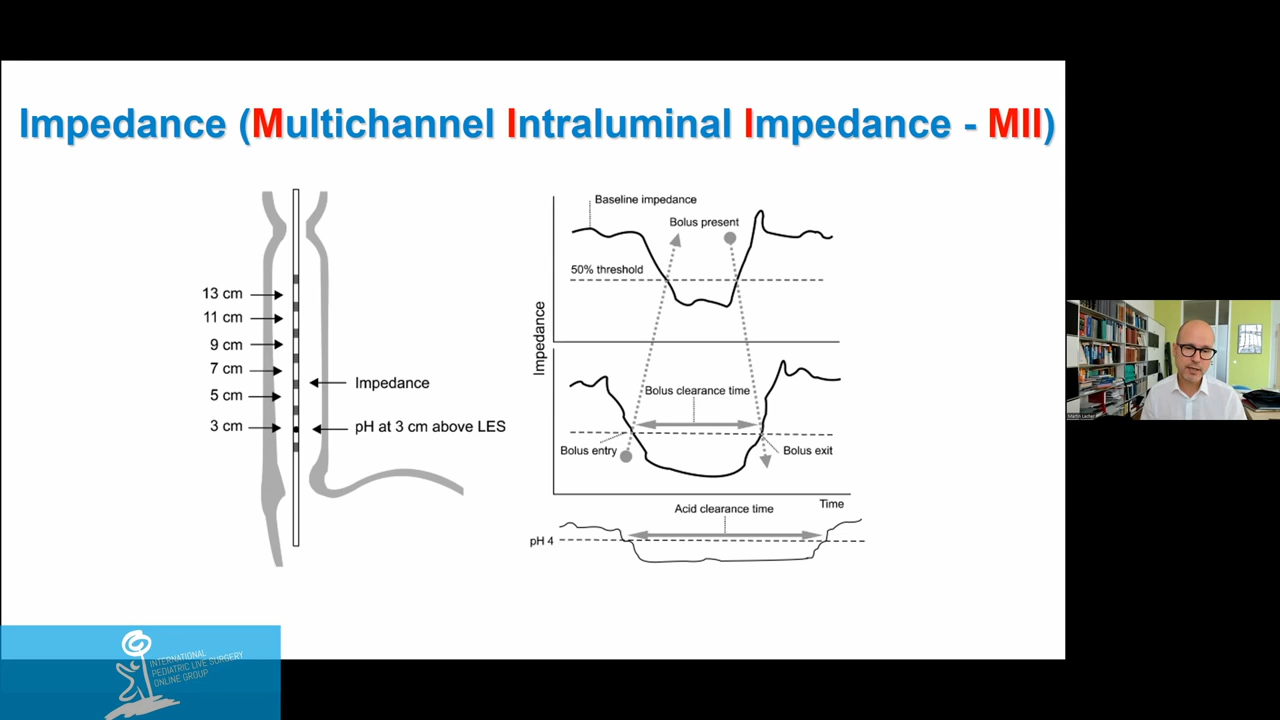 Impedance (Multichannel Intraluminal Impedance - MII)
13 cm
11 cm
9 cm
7 cm
5 cm
3 cm
Impedance
pH at 3 cm above LES
Baseline impedance
Bolus present
50% threshold
Impedance
Bolus clearance time
Bolus entry
Bolus exit
Time
Acid clearance time
pH 4
INTERNATIONAL
PEDIATRIC LIVE SURGERY
ONLINE GROUP
Martin Lacher